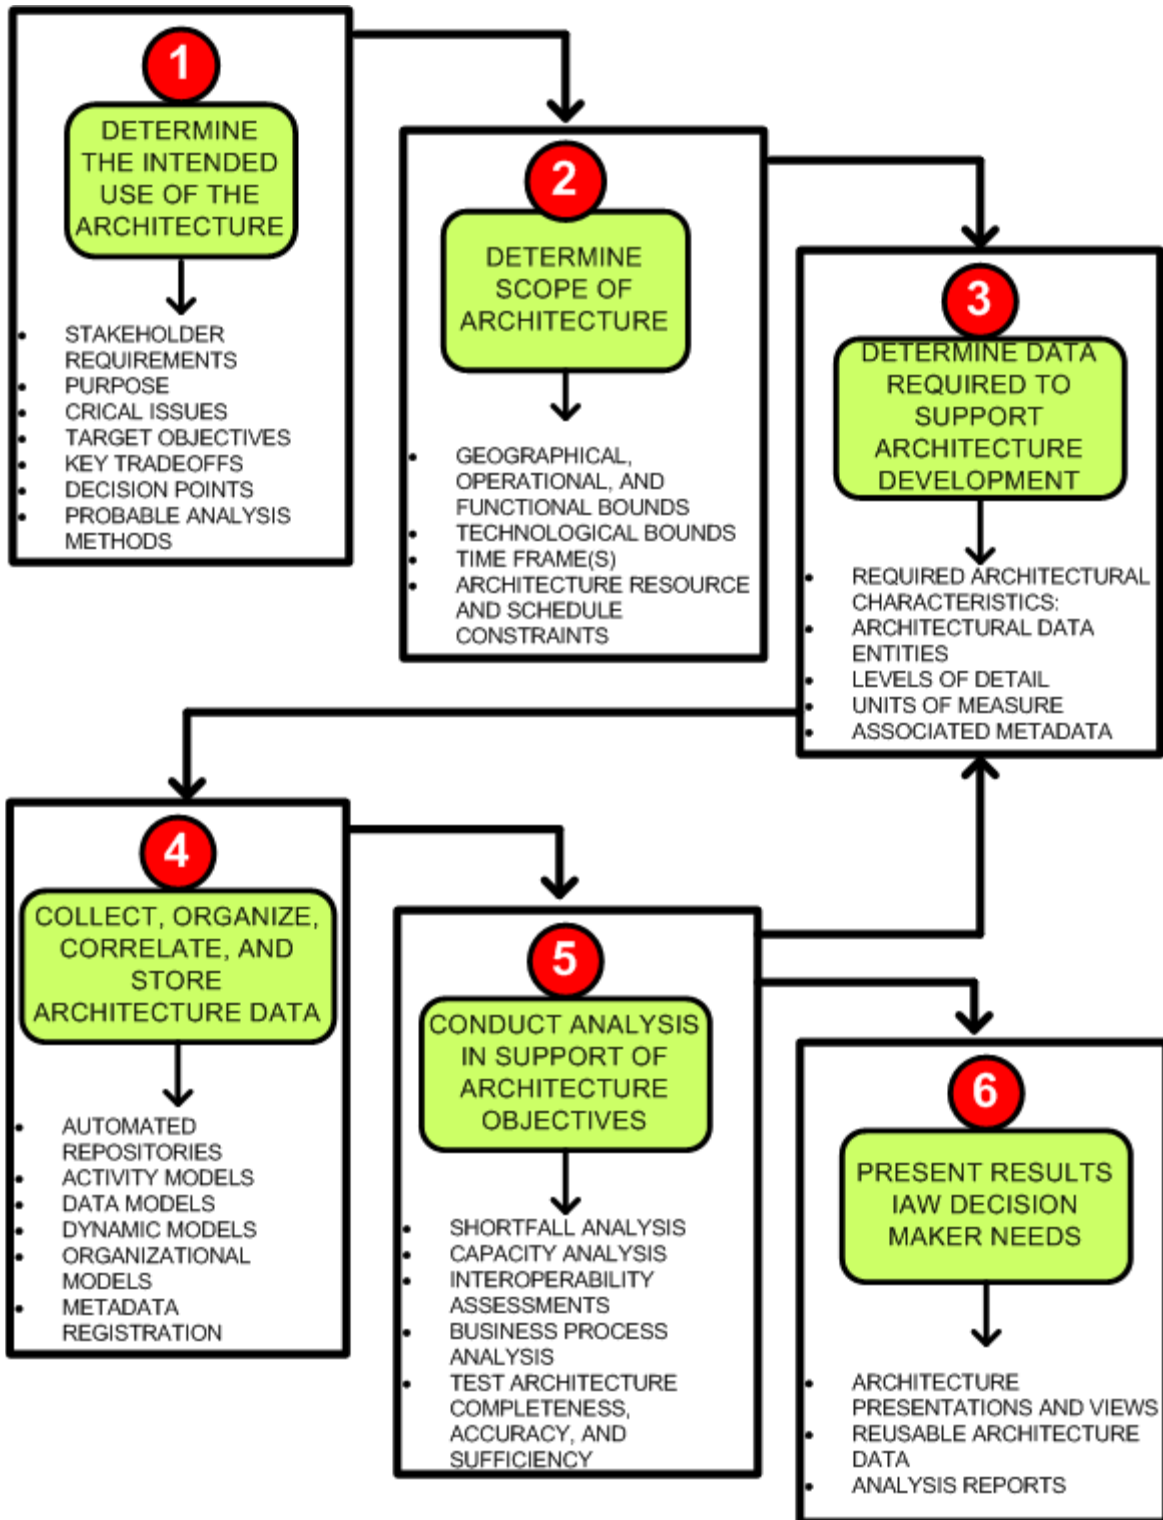 1
DETERMINE
THE INTENDED
USE OF THE
ARCHITECTURE
• STAKEHOLDER
REQUIREMENTS
• PURPOSE
• CRICAL ISSUES
• TARGET OBJECTIVES
• KEY TRADEOFFS
• DECISION POINTS
• PROBABLE ANALYSIS
METHODS
2
DETERMINE
SCOPE OF
ARCHITECTURE
• GEOGRAPHICAL,
OPERATIONAL, AND
FUNCTIONAL BOUNDS
• TECHNOLOGICAL BOUNDS
• TIME FRAME(S)
• ARCHITECTURE RESOURCE
AND SCHEDULE
CONSTRAINTS
3
DETERMINE DATA
REQUIRED TO
SUPPORT
ARCHITECTURE
DEVELOPMENT
• REQUIRED ARCHITECTURAL
CHARACTERISTICS:
• ARCHITECTURAL DATA
ENTITIES
• LEVELS OF DETAIL
• UNITS OF MEASURE
• ASSOCIATED METADATA
4
COLLECT, ORGANIZE,
CORRELATE, AND
STORE
ARCHITECTURE DATA
• AUTOMATED
REPOSITORIES
• ACTIVITY MODELS
• DATA MODELS
• DYNAMIC MODELS
• ORGANIZATIONAL
MODELS
• METADATA
REGISTRATION
5
CONDUCT ANALYSIS
IN SUPPORT OF
ARCHITECTURE
OBJECTIVES
• SHORTFALL ANALYSIS
• CAPACITY ANALYSIS
• INTEROPERABILITY
ASSESSMENTS
• BUSINESS PROCESS
ANALYSIS
• TEST ARCHITECTURE
COMPLETENESS,
ACCURACY, AND
SUFFICIENCY
6
PRESENT RESULTS
IAW DECISION
MAKER NEEDS
• ARCHITECTURE
PRESENTATIONS AND VIEWS
• REUSABLE ARCHITECTURE
DATA
• ANALYSIS REPORTS